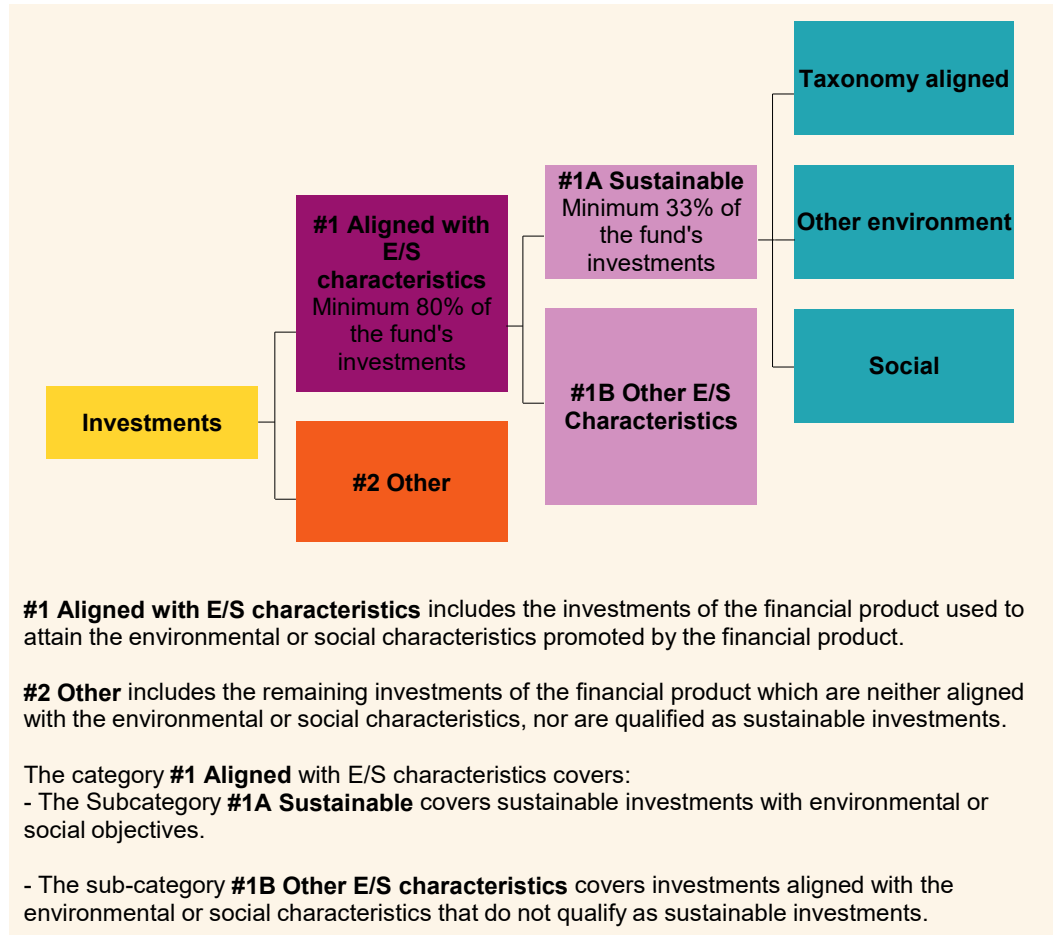 Taxonomy aligned
#1A Sustainable
Minimum 33% of
the fund's
investments
Other environment
#1 Aligned with
E/S
characteristics
Minimum 80% of
the fund's
investments
Social
#1B Other E/S
Characteristics
Investments
#2 Other
#1 Aligned with E/S characteristics includes the investments of the financial product used to
attain the environmental or social characteristics promoted by the financial product.
#2 Other includes the remaining investments of the financial product which are neither aligned
with the environmental or social characteristics, nor are qualified as sustainable investments.
The category #1 Aligned with E/S characteristics covers:
- The Subcategory #1A Sustainable covers sustainable investments with environmental or
social objectives.
- The sub-category #1B Other E/S characteristics covers investments aligned with the
environmental or social characteristics that do not qualify as sustainable investments.